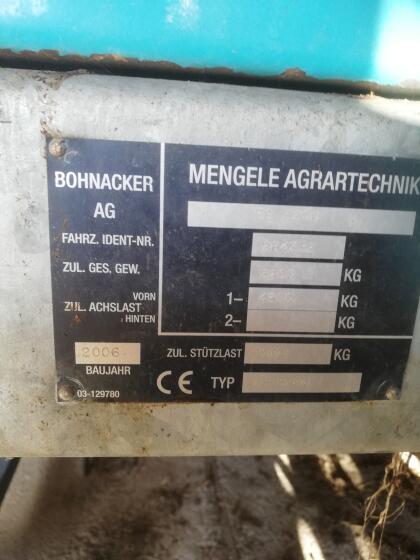 BOHNACKER
AG
MENGELE AGRARTECHNIK
FAHRZ. IDENT-NR.
ZUL. GES. GEW. KG
VORN
ZUL. ACHSLAST 1- KG
HINTEN 2- KG
2006
BAUJAHR
ZUL. STÜTZLAST KG
CE TYP
03-129780